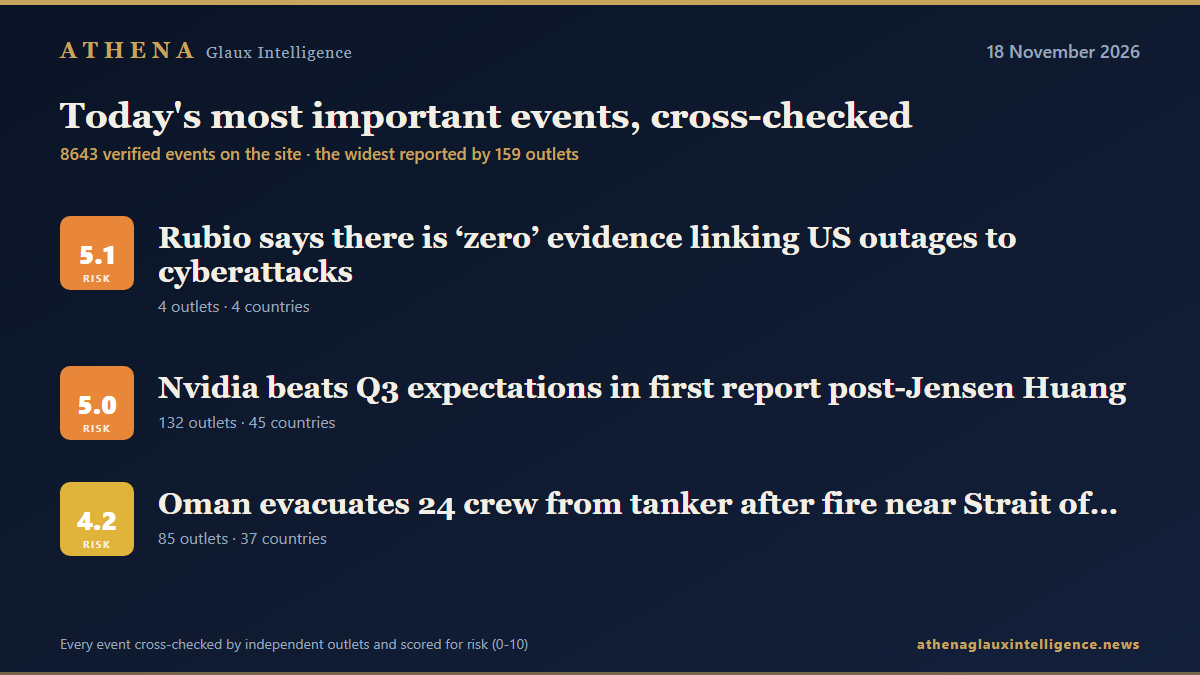 ATHENA Glaux Intelligence
18 November 2026
Today's most important events, cross-checked
8643 verified events on the site · the widest reported by 159 outlets
5.1
RISK
Rubio says there is ‘zero’ evidence linking US outages to
cyberattacks
4 outlets · 4 countries
5.0
RISK
Nvidia beats Q3 expectations in first report post-Jensen Huang
132 outlets · 45 countries
4.2
RISK
Oman evacuates 24 crew from tanker after fire near Strait of...
85 outlets · 37 countries
Every event cross-checked by independent outlets and scored for risk (0-10)
athenaglauxintelligence.news